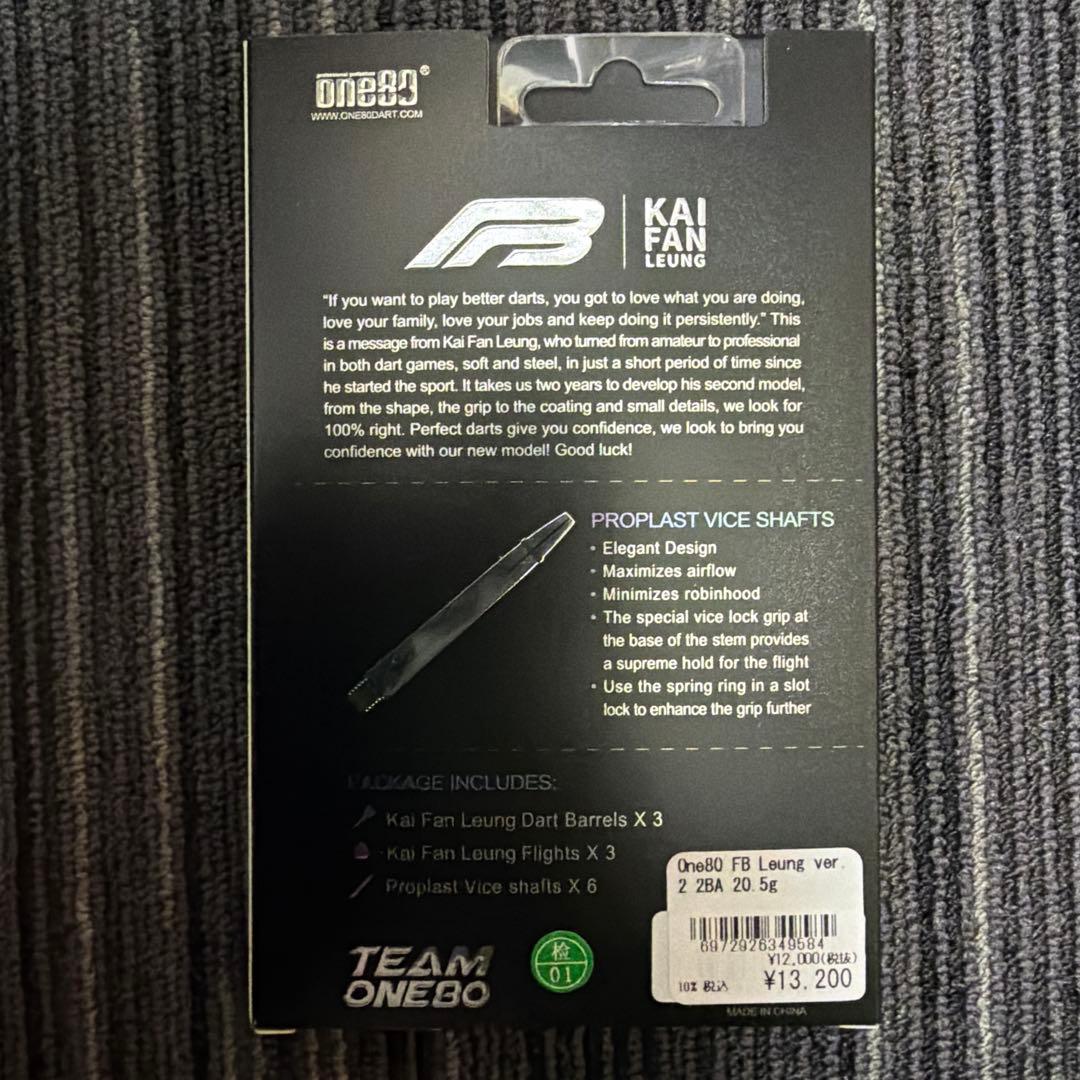 professional performance
one80®
WWW.ONE80DART.COM
FB
KAI
FAN
LEUNG
"If you want to play better darts, you got to love what you are doing,
love your family, love your jobs and keep doing it persistently." This
is a message from Kai Fan Leung, who turned from amateur to professional
in both dart games, soft and steel, in just a short period of time since
he started the sport. It takes us two years to develop his second model,
from the shape, the grip to the coating and small details, we look for
100% right. Perfect darts give you confidence, we look to bring you
confidence with our new model! Good luck!
PROPLAST VICE SHAFTS
• Elegant Design
• Maximizes airflow
• Minimizes robinhood
• The special vice lock grip at
the base of the stem provides
a supreme hold for the flight
• Use the spring ring in a slot
lock to enhance the grip further
PACKAGE INCLUDES:
Kai Fan Leung Dart Barrels X 3
Kai Fan Leung Flights X 3
Proplast Vice shafts X 6
TEAM
ONE80
检
01
One80 FB Leung ver.
2 2BA 20.5g
6972926349584
¥12,000(税抜)
10% 税込 ¥13,200
MADE IN CHINA